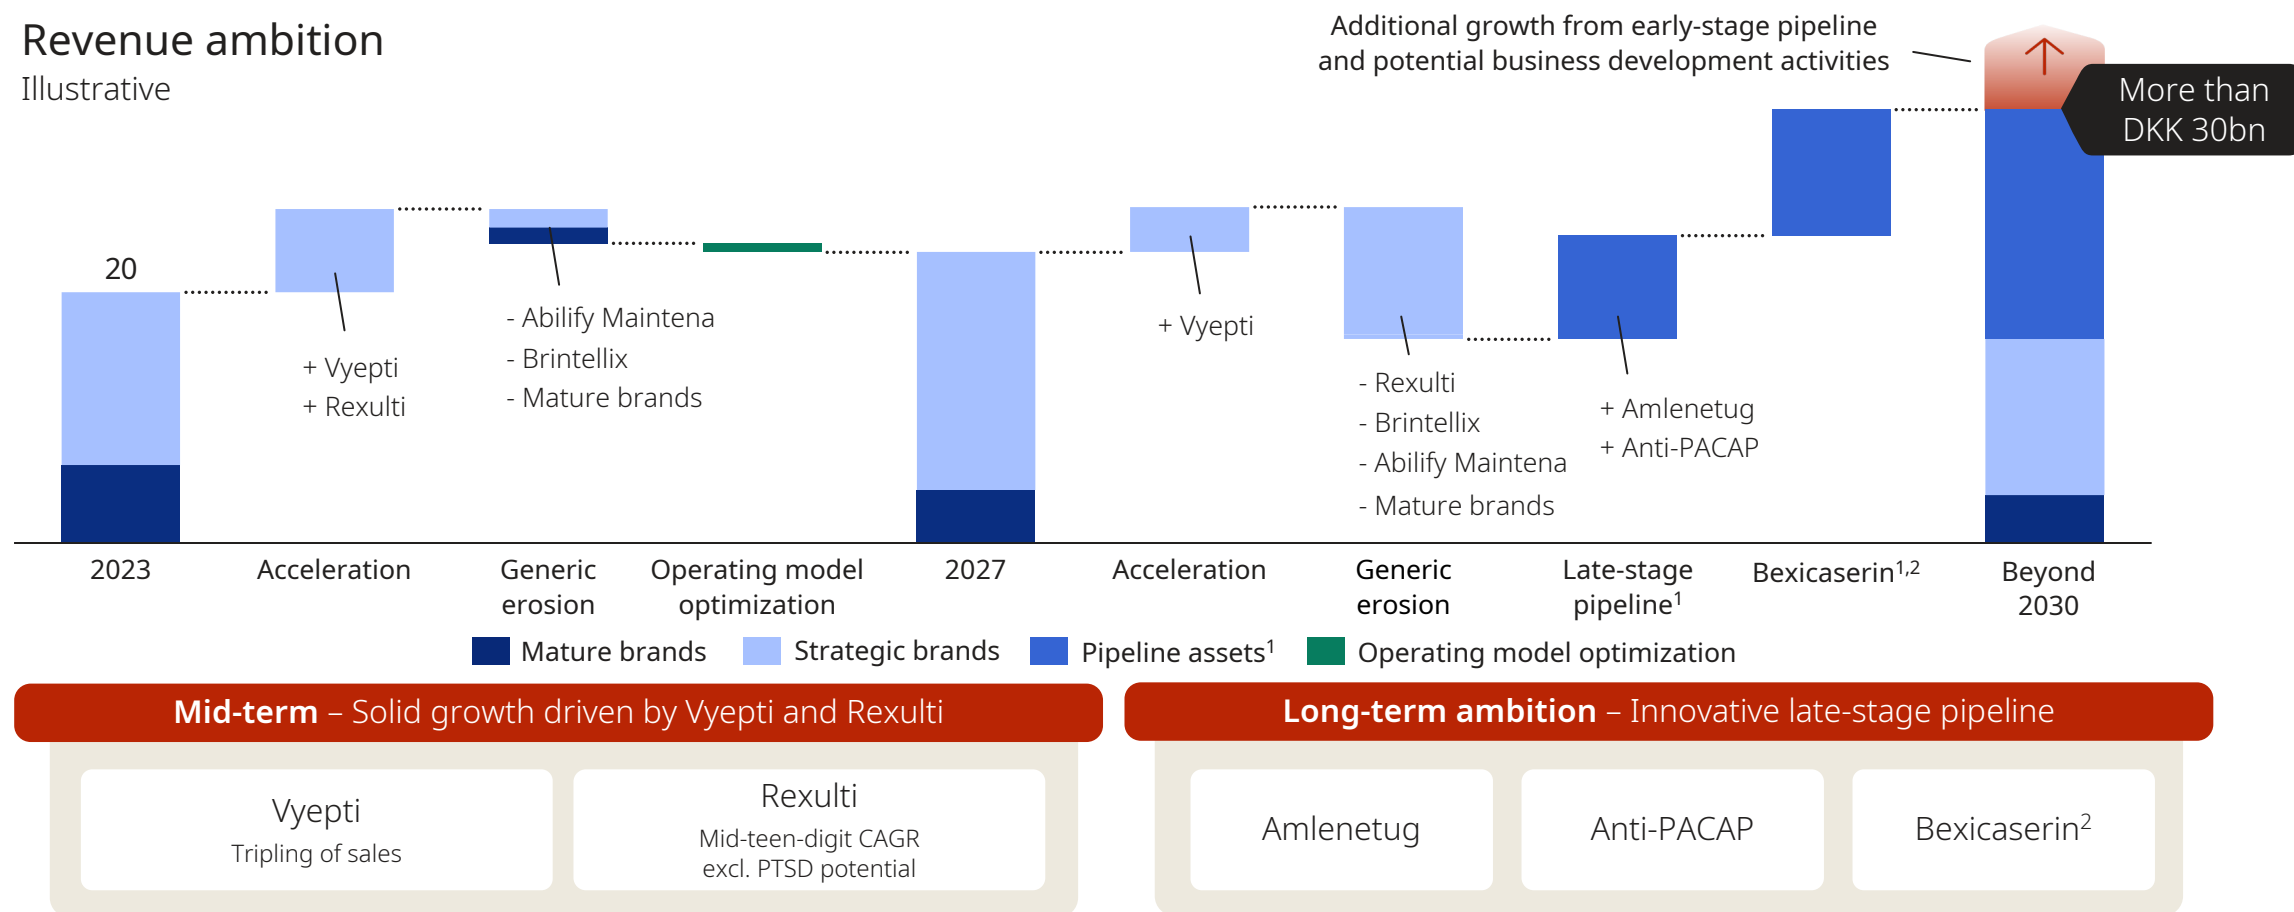 Revenue ambition
Illustrative
Additional growth from early-stage pipeline
and potential business development activities
More than
DKK 30bn
20
+ Vyepti
+ Rexulti
- Abilify Maintena
- Brintellix
- Mature brands
+ Vyepti
- Rexulti
- Brintellix
- Abilify Maintena
- Mature brands
+ Amlenetug
+ Anti-PACAP
2023
Acceleration
Generic
erosion
Operating model
optimization
2027
Acceleration
Generic
erosion
Late-stage
pipeline¹
Bexicaserin¹,²
Beyond
2030
Mature brands
Strategic brands
Pipeline assets¹
Operating model optimization
Mid-term – Solid growth driven by Vyepti and Rexulti
Vyepti
Tripling of sales
Rexulti
Mid-teen-digit CAGR
excl. PTSD potential
Long-term ambition – Innovative late-stage pipeline
Amlenetug
Anti-PACAP
Bexicaserin²